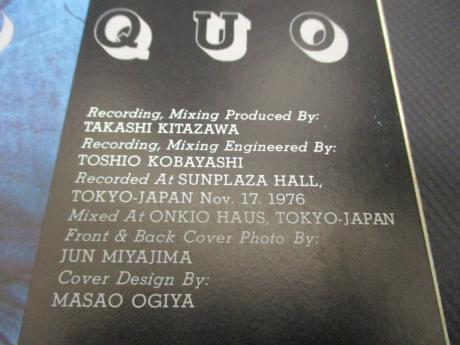 QUO
Recording, Mixing Produced By:
TAKASHI KITAZAWA
Recording, Mixing Engineered By:
TOSHIO KOBAYASHI
Recorded At SUNPLAZA HALL,
TOKYO-JAPAN Nov. 17. 1976
Mixed At ONKIO HAUS, TOKYO-JAPAN
Front & Back Cover Photo By:
JUN MIYAJIMA
Cover Design By:
MASAO OGIYA